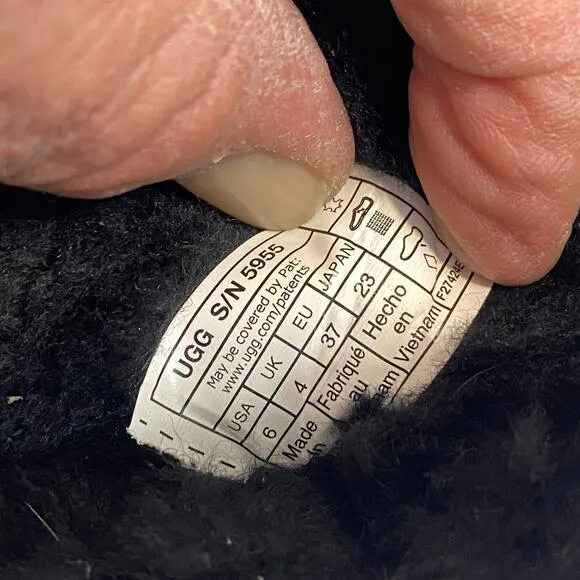 UGG S/N 5955
May be covered by Pat:
www.ugg.com/patents
USA UK EU JAPAN
6 4 37 23
Made Fabriqué Hecho
au en
Vietnam F27424E